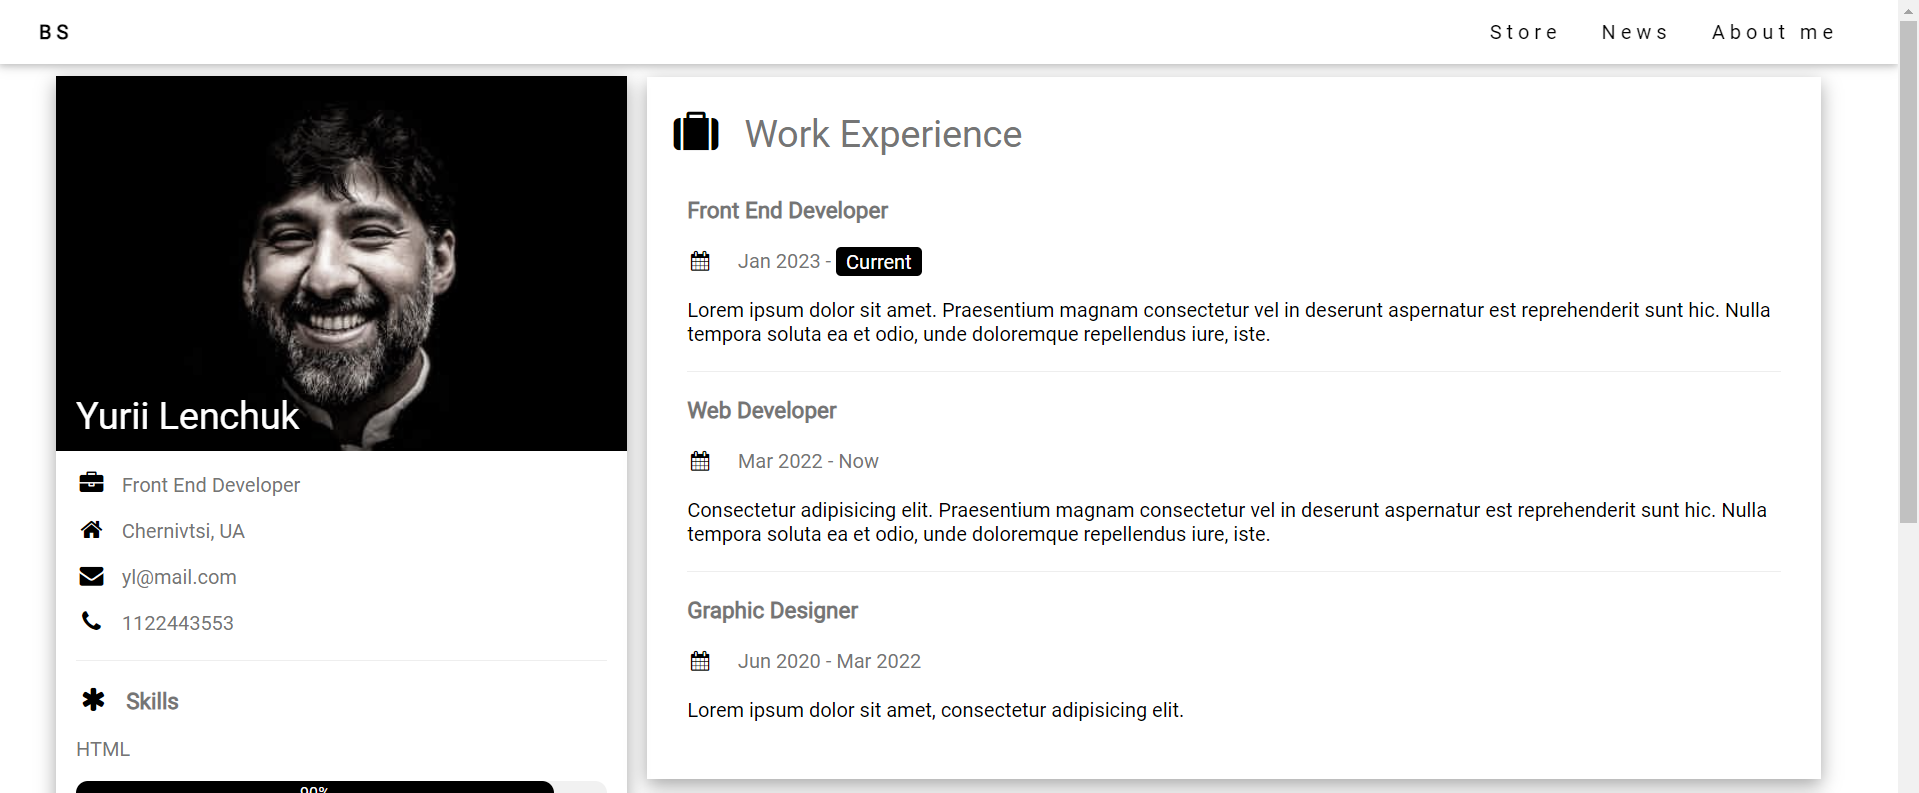 BS
Store News About me
Yurii Lenchuk
Front End Developer
Chernivtsi, UA
yl@mail.com
1122443553
Skills
HTML
90%
Work Experience
Front End Developer
Jan 2023 - Current
Lorem ipsum dolor sit amet. Praesentium magnam consectetur vel in deserunt aspernatur est reprehenderit sunt hic. Nulla
tempora soluta ea et odio, unde doloremque repellendus iure, iste.
Web Developer
Mar 2022 - Now
Consectetur adipisicing elit. Praesentium magnam consectetur vel in deserunt aspernatur est reprehenderit sunt hic. Nulla
tempora soluta ea et odio, unde doloremque repellendus iure, iste.
Graphic Designer
Jun 2020 - Mar 2022
Lorem ipsum dolor sit amet, consectetur adipisicing elit.